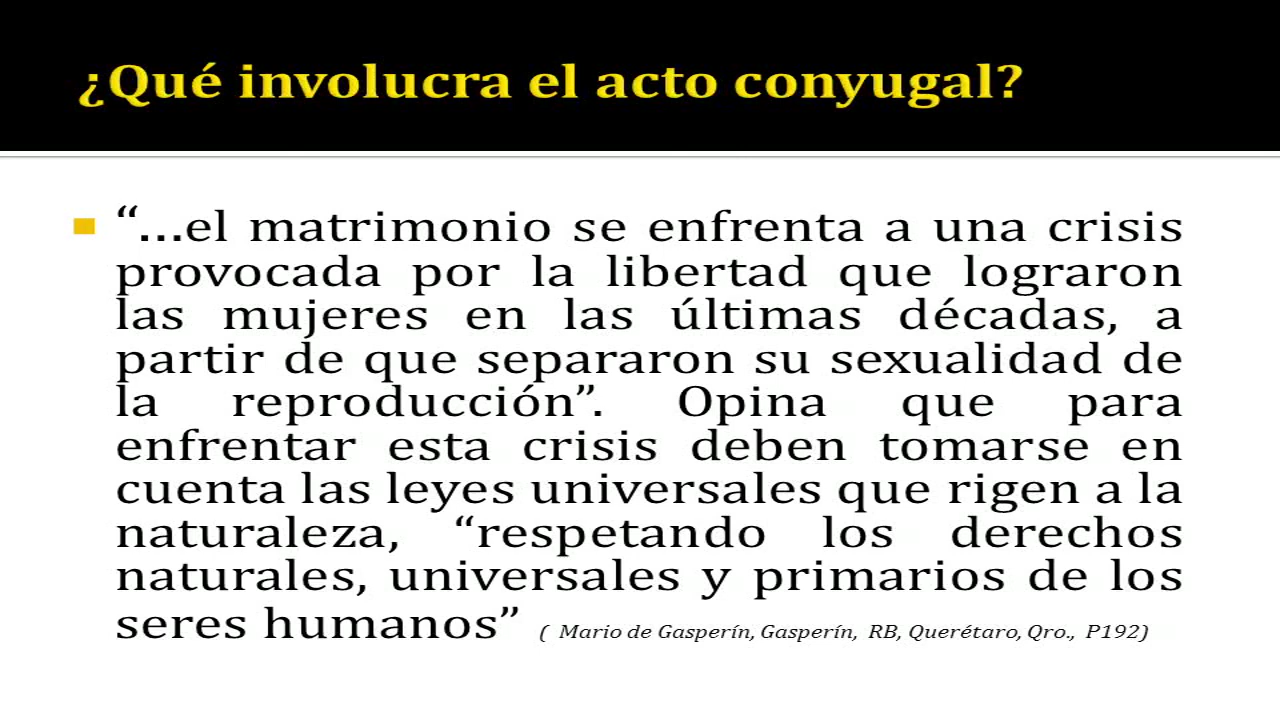 ¿Qué involucra el acto conyugal?
“...el matrimonio se enfrenta a una crisis
provocada por la libertad que lograron
las mujeres en las últimas décadas, a
partir de que separaron su sexualidad de
la reproducción”. Opina que para
enfrentar esta crisis deben tomarse en
cuenta las leyes universales que rigen a la
naturaleza, “respetando los derechos
naturales, universales y primarios de los
seres humanos” ( Mario de Gasperín, Gasperín, RB, Querétaro, Qro., P192)